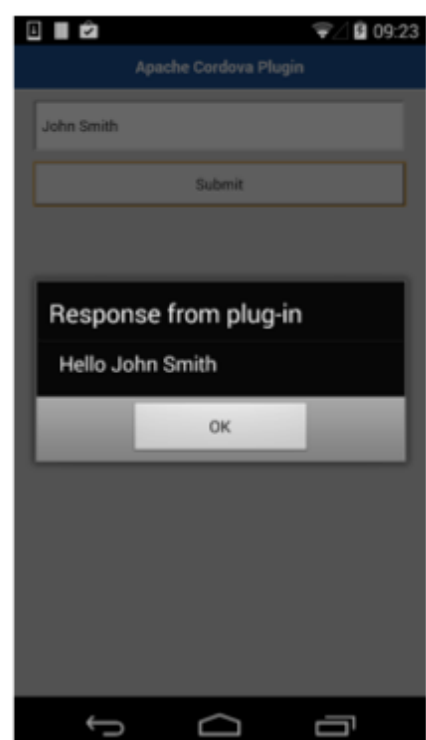 09:23
Apache Cordova Plugin
John Smith
Submit
Response from plug-in
Hello John Smith
OK